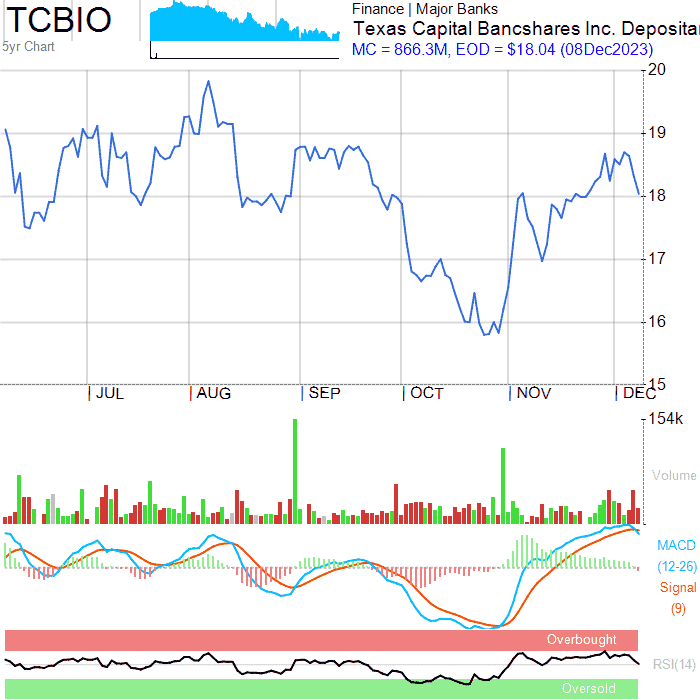 TCBIO
5yr Chart
Finance | Major Banks
Texas Capital Bancshares Inc. Depositar
MC = 866.3M, EOD = $18.04 (08Dec2023)
20
19
18
17
16
15
JUL AUG SEP OCT NOV DEC
154k
Volume
MACD
(12-26)
Signal
(9)
Overbought
RSI(14)
Oversold